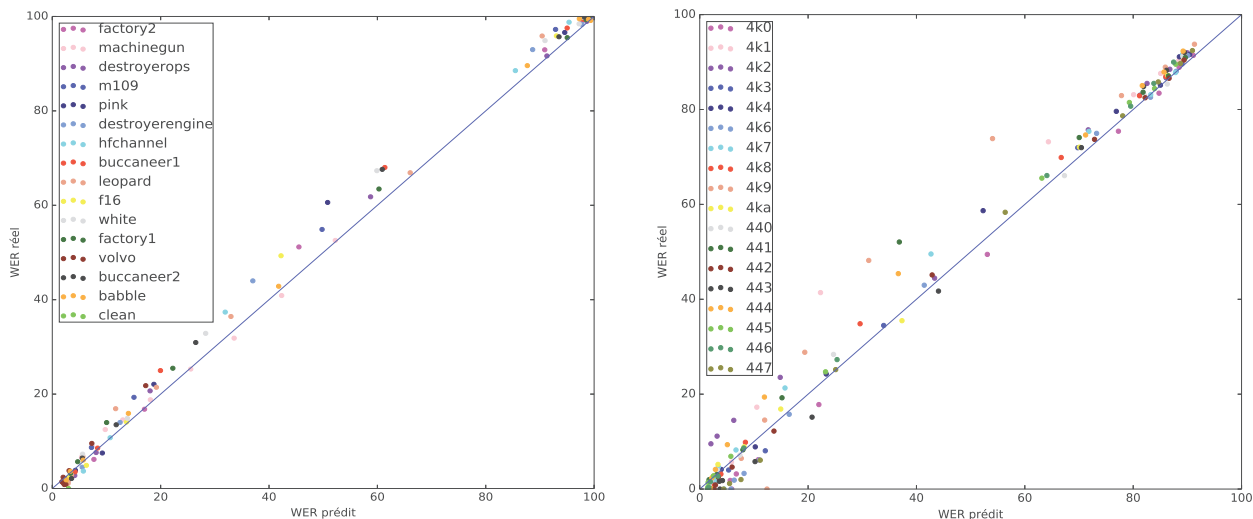 100
80
60
40
20
0
WER réel
factory2
machinegun
destroyerops
m109
pink
destroyerengine
hfchannel
buccaneer1
leopard
f16
white
factory1
volvo
buccaneer2
babble
clean
0 20 40 60 80 100
WER prédit
100
80
60
40
20
0
WER réel
4k0
4k1
4k2
4k3
4k4
4k6
4k7
4k8
4k9
4ka
440
441
442
443
444
445
446
447
0 20 40 60 80 100
WER prédit